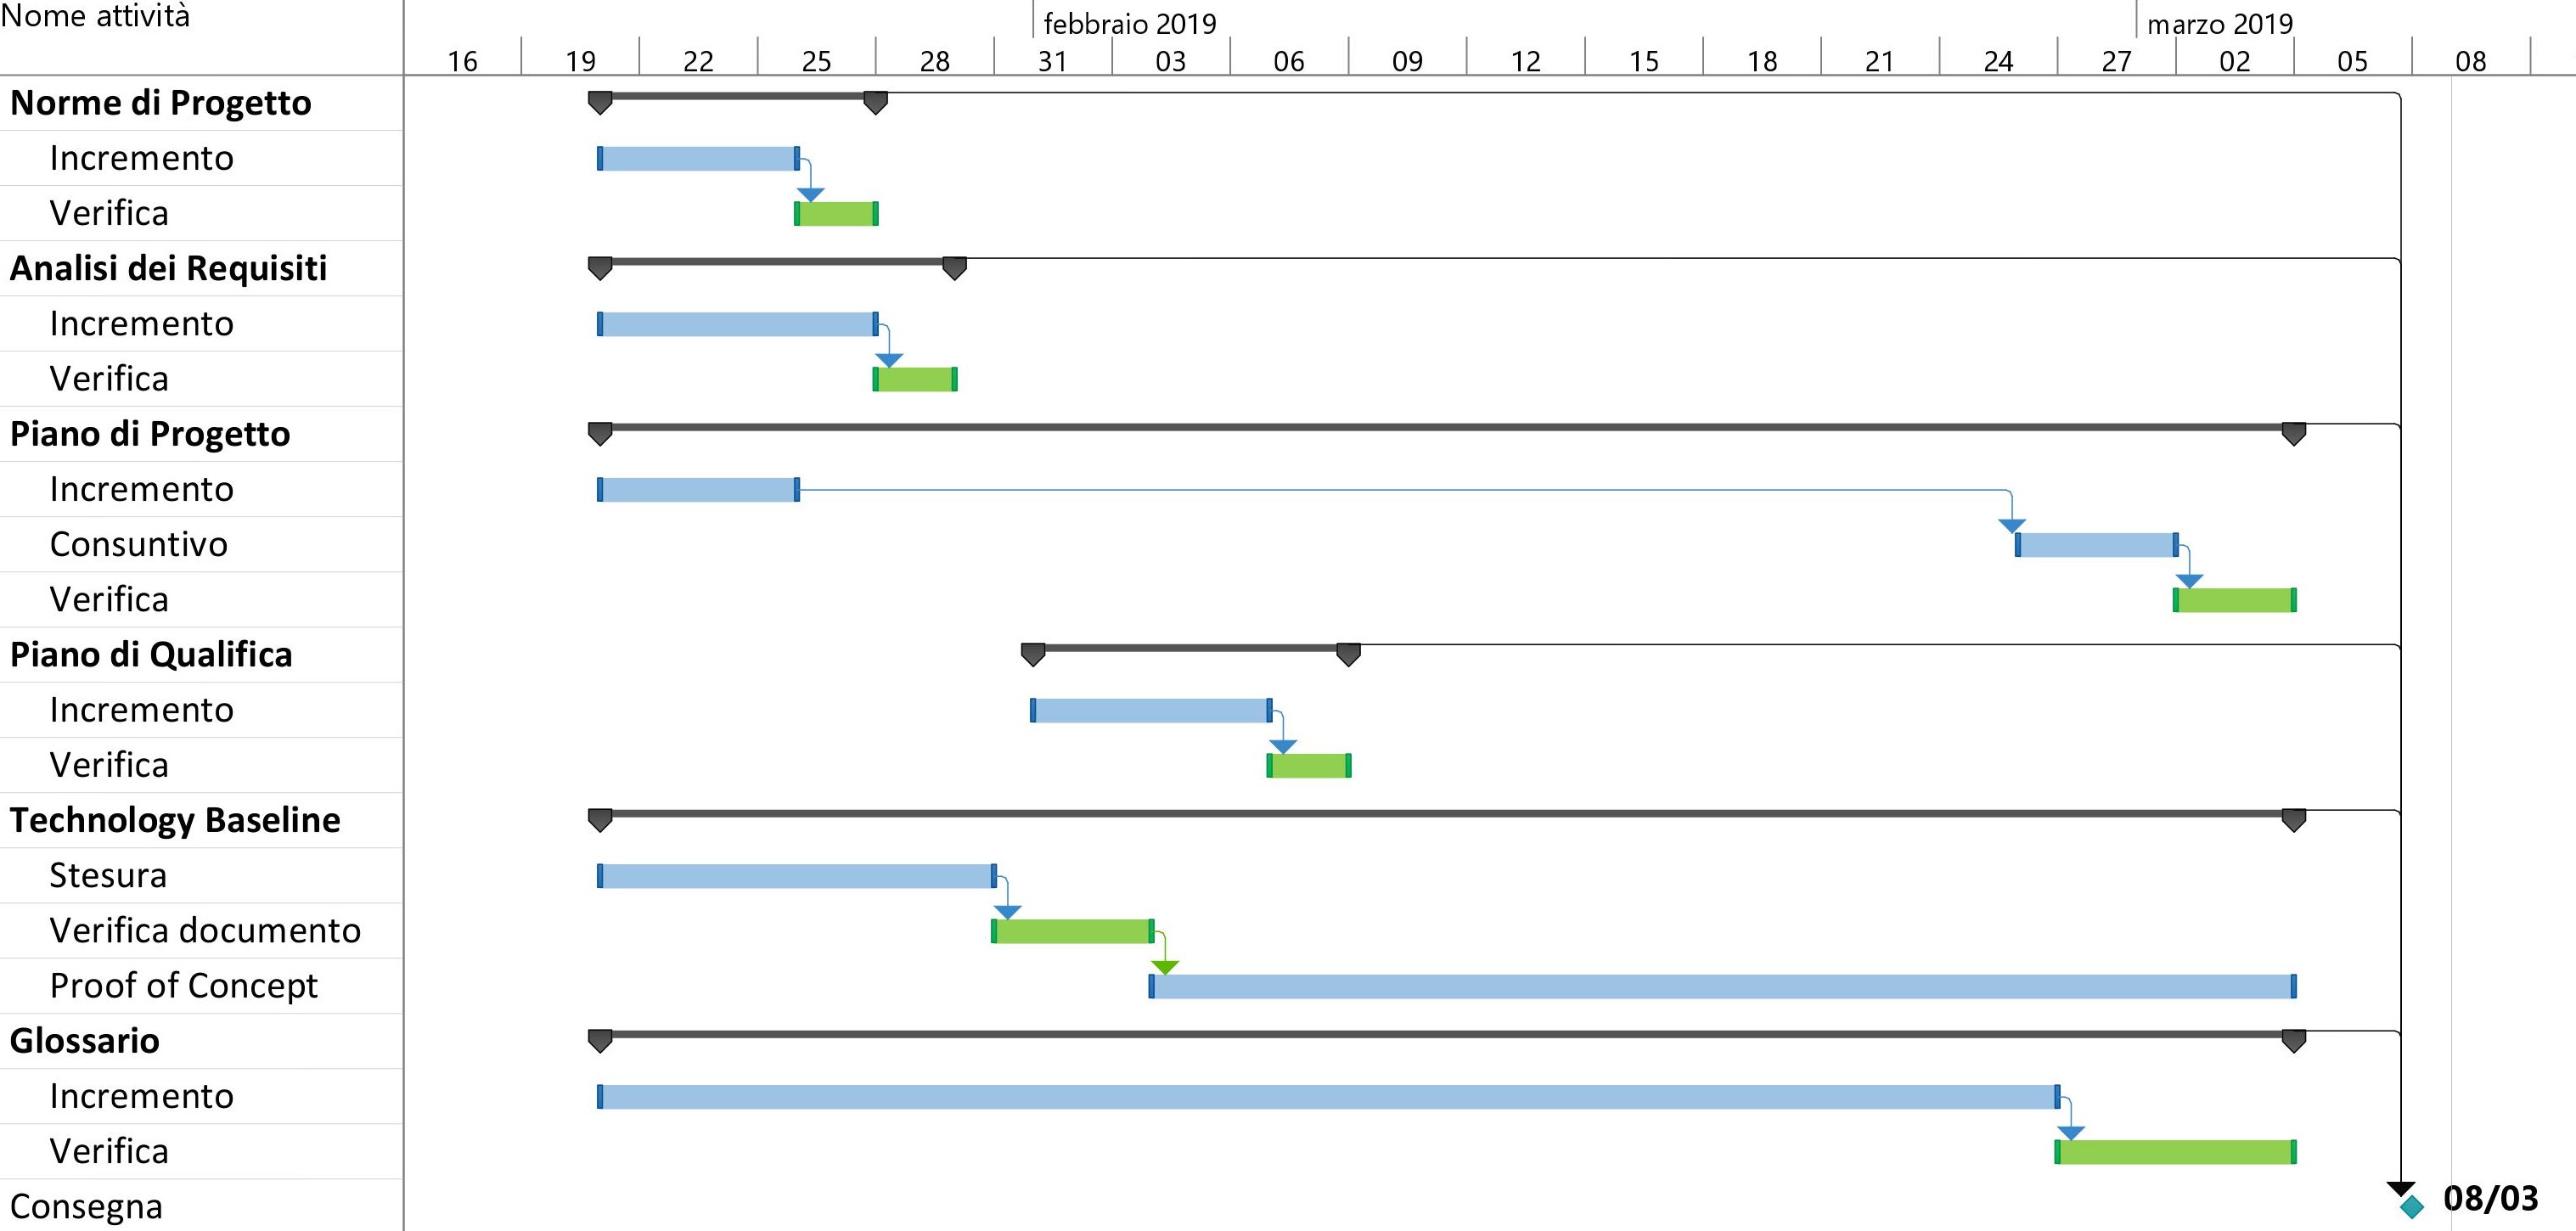 Nome attività
febbraio 2019
marzo 2019
16 19 22 25 28 31 03 06 09 12 15 18 21 24 27 02 05 08
Norme di Progetto
Incremento
Verifica
Analisi dei Requisiti
Incremento
Verifica
Piano di Progetto
Incremento
Consuntivo
Verifica
Piano di Qualifica
Incremento
Verifica
Technology Baseline
Stesura
Verifica documento
Proof of Concept
Glossario
Incremento
Verifica
Consegna
08/03